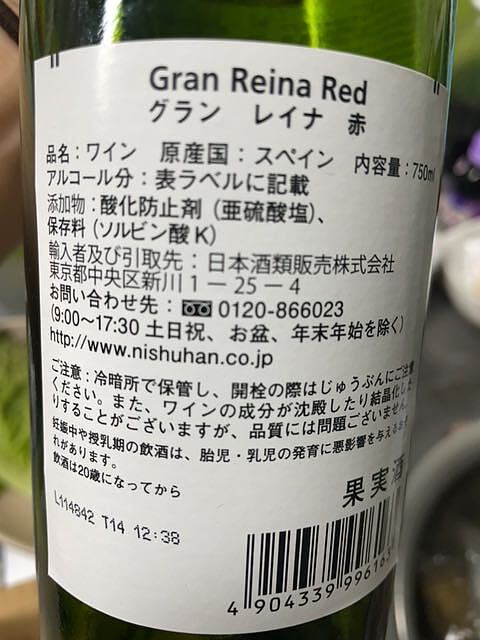 Gran Reina Red
グラン レイナ 赤
品名：ワイン 原産国：スペイン 内容量：750ml
アルコール分：表ラベルに記載
添加物：酸化防止剤（亜硫酸塩）、
保存料（ソルビン酸K）
輸入者及び引取先：日本酒類販売株式会社
東京都中央区新川1－25－4
お問い合わせ先：0120-866023
(9:00～17:30 土日祝、お盆、年末年始を除く)
http://www.nishuhan.co.jp
ご注意：冷暗所で保管し、開栓の際はじゅうぶんにご注意
ください。また、ワインの成分が沈殿したり結晶化した
りすることがございますが、品質には問題ございません。
妊娠中や授乳期の飲酒は、胎児・乳児の発育に悪影響を与えるおそ
れがあります。
飲酒は20歳になってから
果実酒
L114842 T14 12:38
4 904339 996163